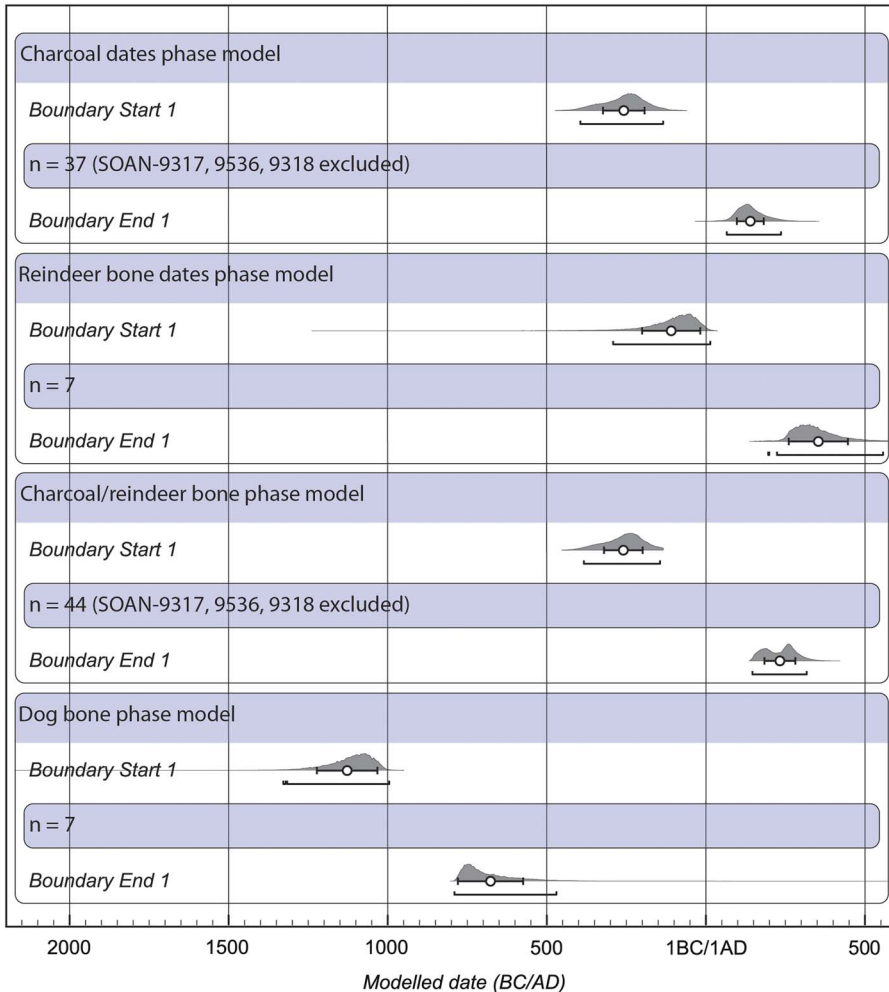 Charcoal dates phase model
Boundary Start 1
n = 37 (SOAN-9317, 9536, 9318 excluded)
Boundary End 1
Reindeer bone dates phase model
Boundary Start 1
n = 7
Boundary End 1
Charcoal/reindeer bone phase model
Boundary Start 1
n = 44 (SOAN-9317, 9536, 9318 excluded)
Boundary End 1
Dog bone phase model
Boundary Start 1
n = 7
Boundary End 1
2000 1500 1000 500 1BC/1AD 500
Modelled date (BC/AD)